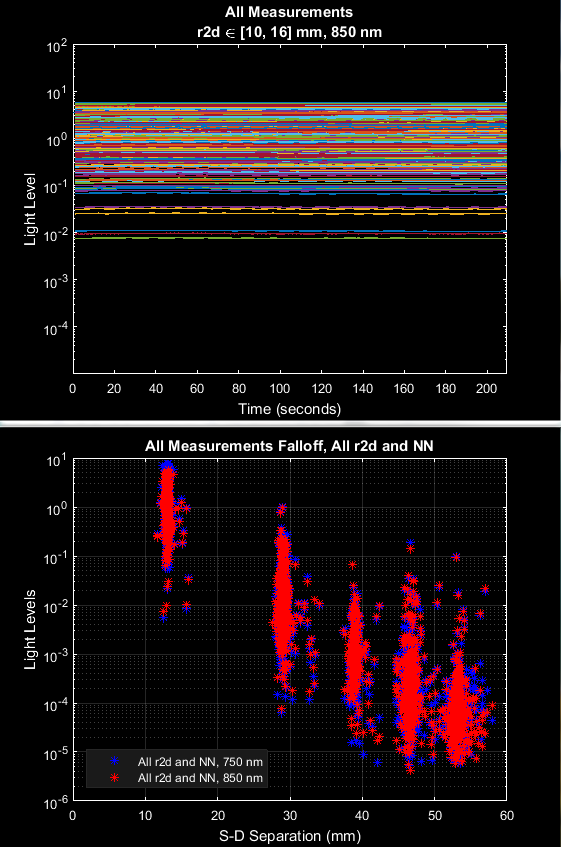 All Measurements
r2d ∈ [10, 16] mm, 850 nm
10^2
10^1
10^0
10^-1
10^-2
10^-3
10^-4
Light Level
0 20 40 60 80 100 120 140 160 180 200
Time (seconds)
All Measurements Falloff, All r2d and NN
10^1
10^0
10^-1
10^-2
10^-3
10^-4
10^-5
10^-6
Light Levels
All r2d and NN, 750 nm
All r2d and NN, 850 nm
0 10 20 30 40 50 60
S-D Separation (mm)